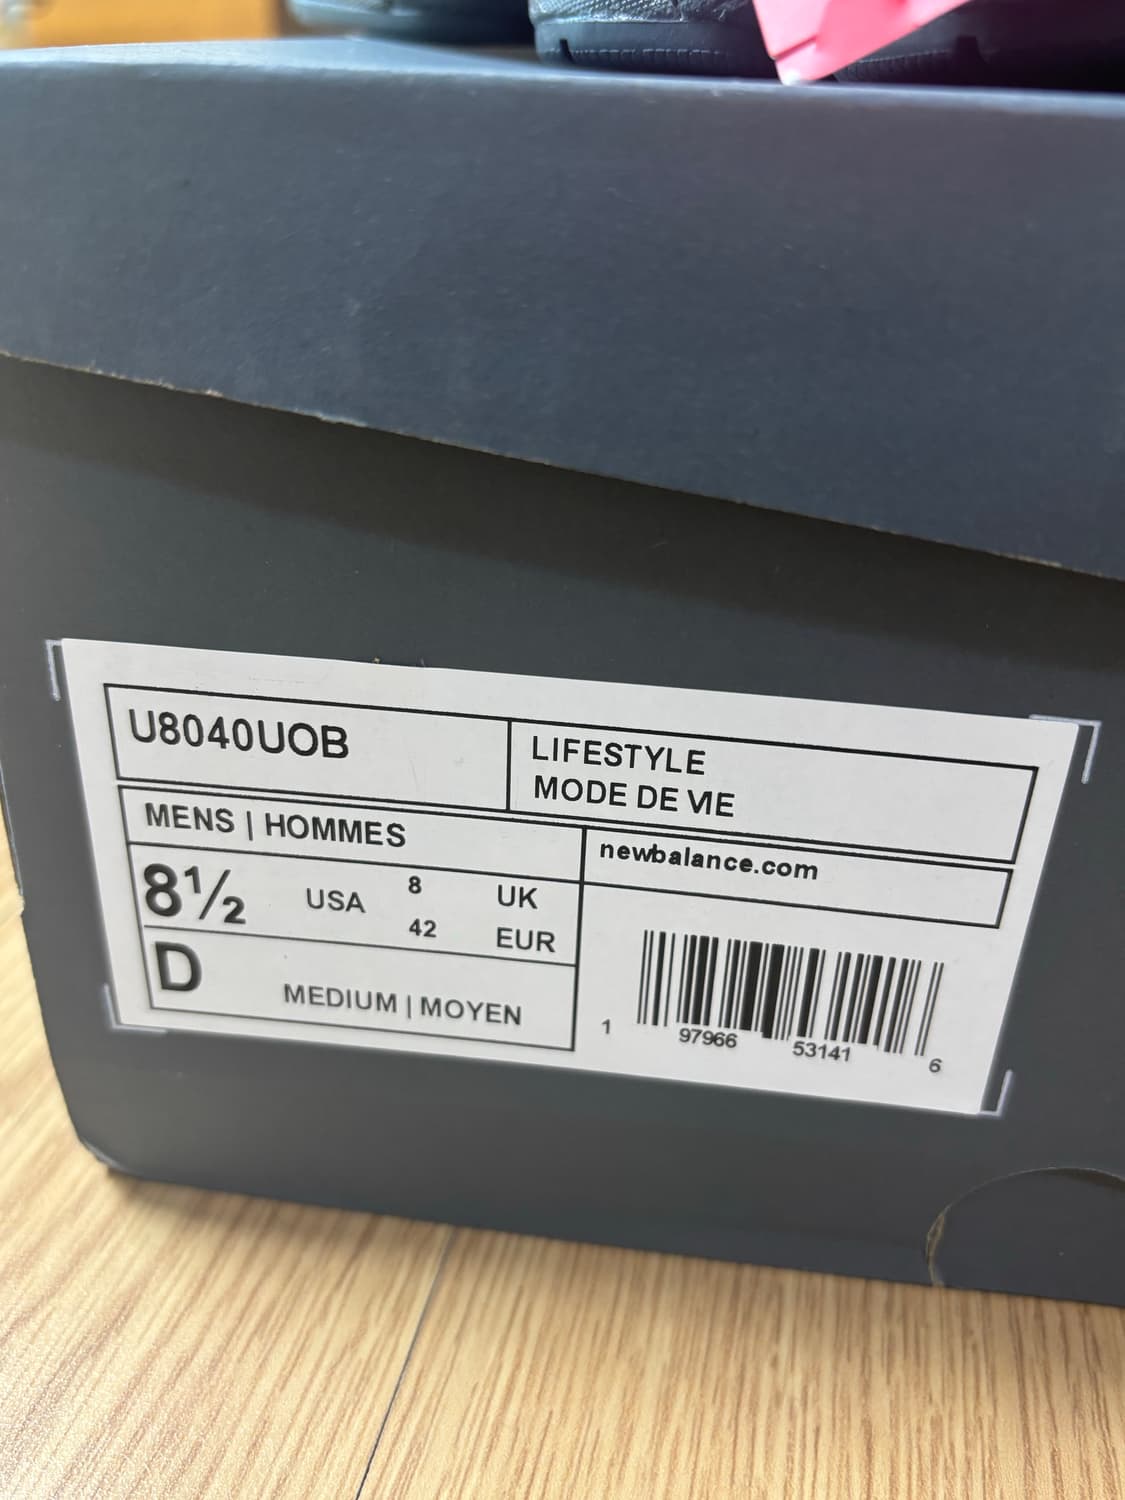 U8040UOB
LIFESTYLE
MODE DE VIE
MENS | HOMMES
newbalance.com
8½ USA 8 UK
42 EUR
D MEDIUM | MOYEN
1 97966 53141 6